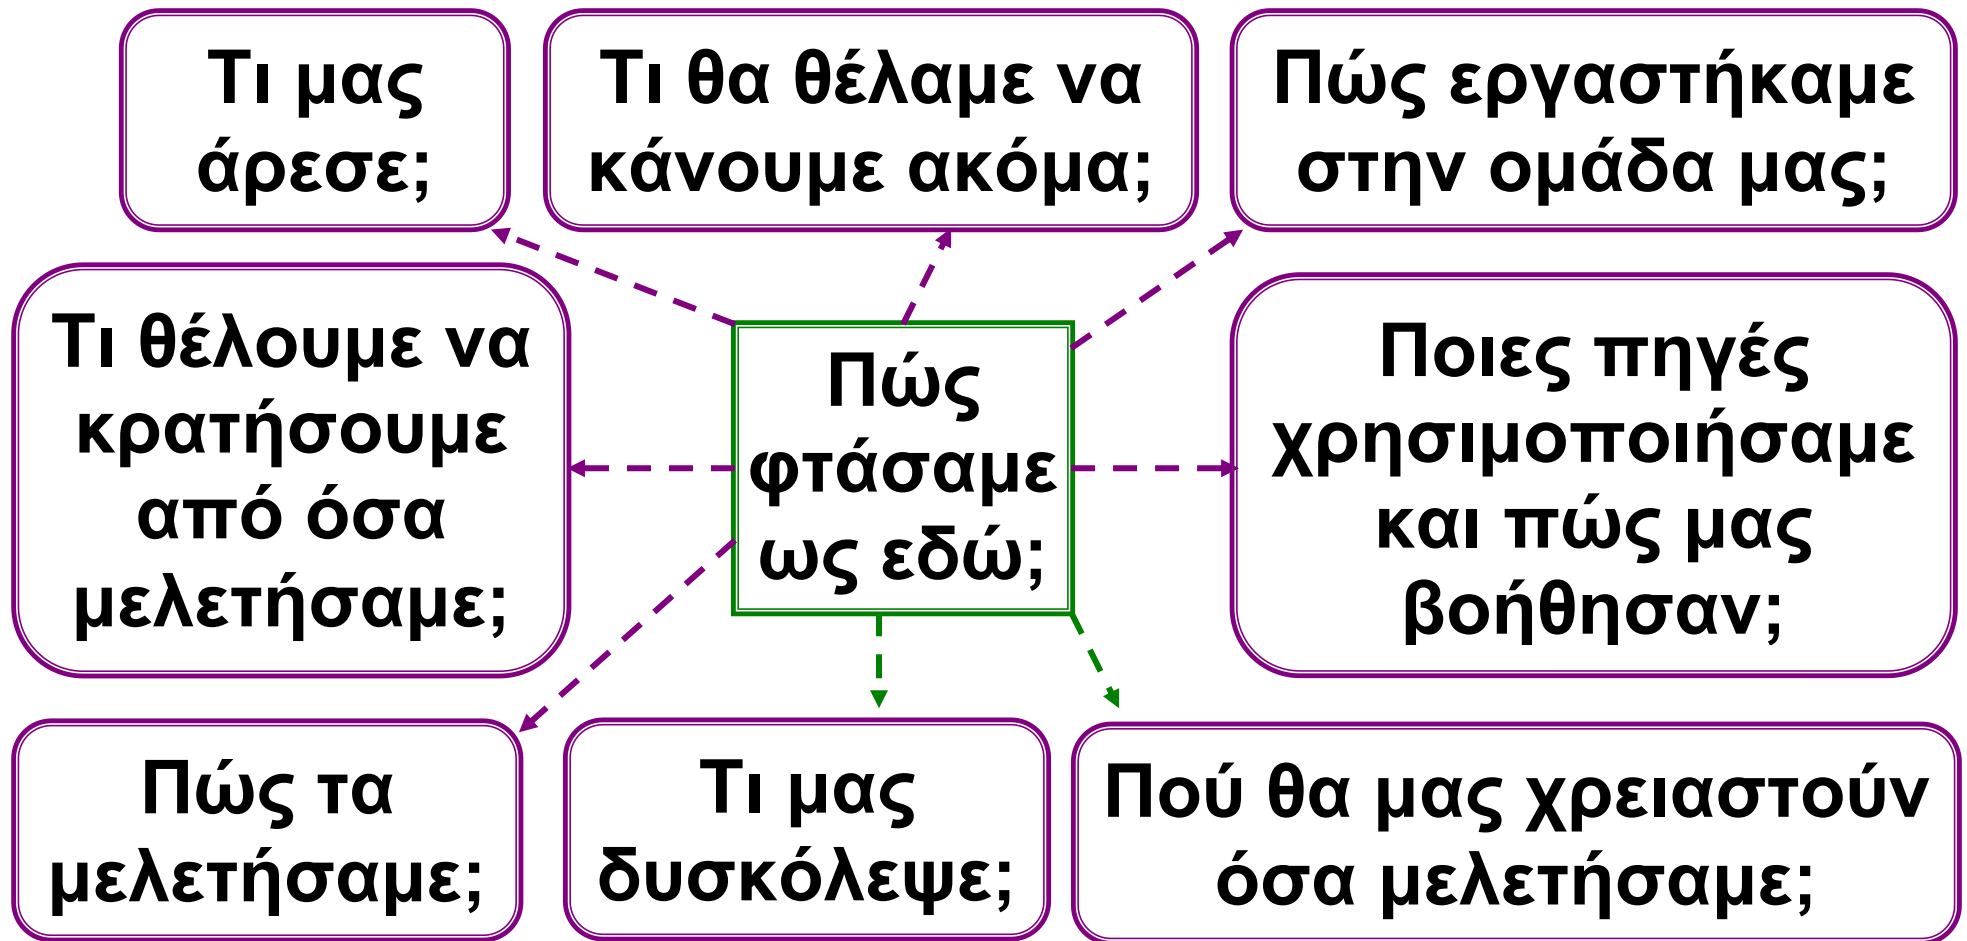 Τι μας
άρεσε;
Τι θα θέλαμε να
κάνουμε ακόμα;
Πώς εργαστήκαμε
στην ομάδα μας;
Τι θέλουμε να
κρατήσουμε
από όσα
μελετήσαμε;
Πώς
φτάσαμε
ως εδώ;
Ποιες πηγές
χρησιμοποιήσαμε
και πώς μας
βοήθησαν;
Πώς τα
μελετήσαμε;
Τι μας
δυσκόλεψε;
Πού θα μας χρειαστούν
όσα μελετήσαμε;